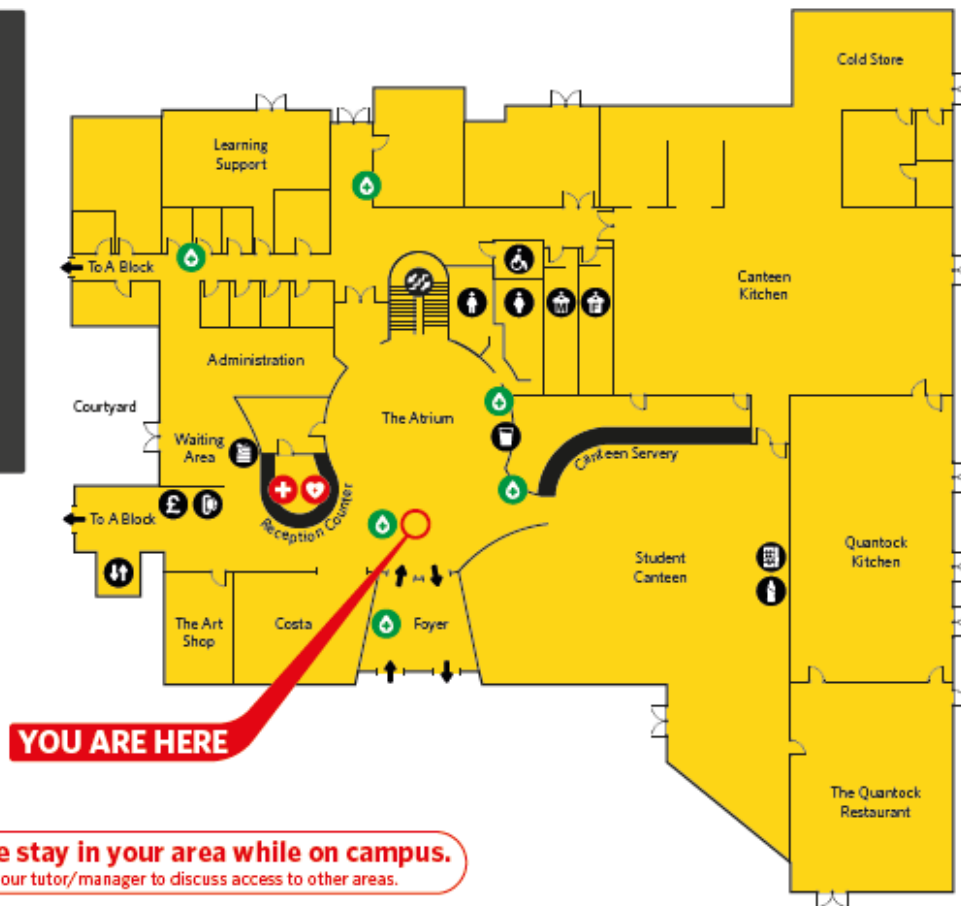 Cold Store
Learning
Support
To A Block
Canteen
Kitchen
Administration
Courtyard
The Atrium
Waiting
Area
Canteen Servery
M
F
£
Reception Counter
To A Block
Student
Canteen
Quantock
Kitchen
The Art
Shop
Costa
Foyer
YOU ARE HERE
The Quantock
Restaurant
stay in your area while on campus.
our tutor/manager to discuss access to other areas.